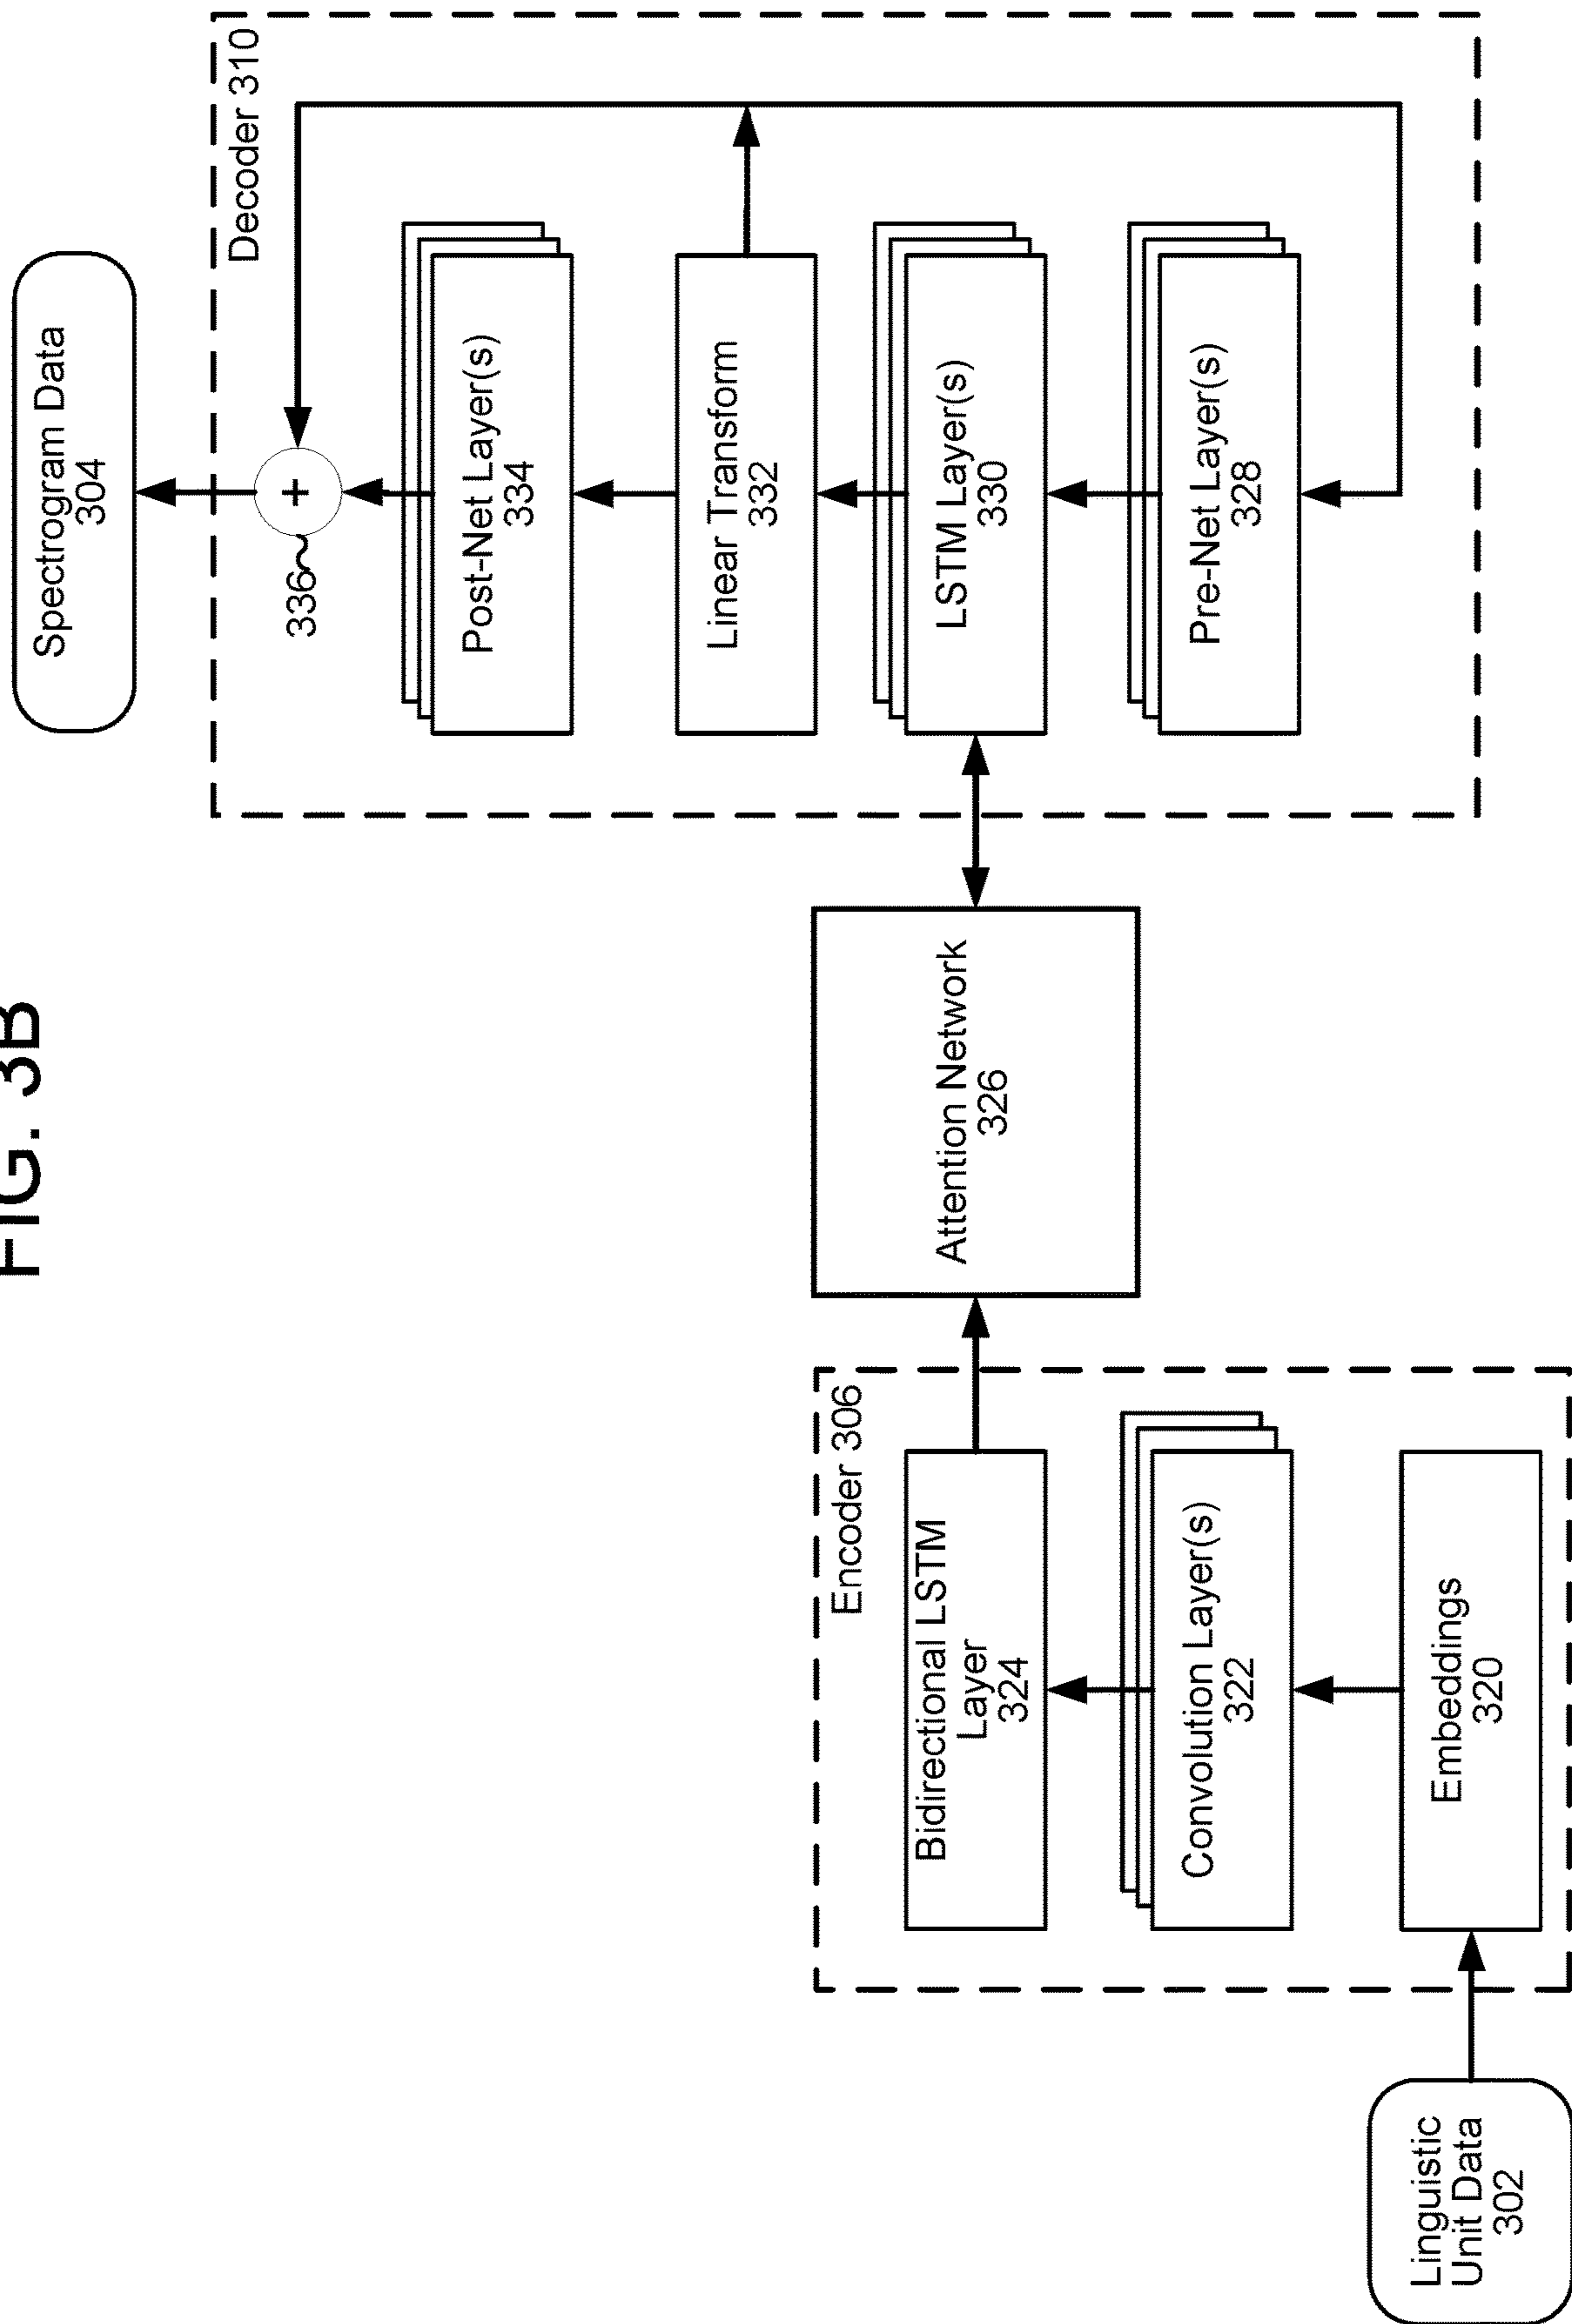 FIG. 3B
Spectrogram Data
304
Decoder 310
336
+
Post-Net Layer(s)
334
Linear Transform
332
LSTM Layer(s)
330
Pre-Net Layer(s)
328
Attention Network
326
Encoder 306
Bidirectional LSTM
Layer
324
Convolution Layer(s)
322
Embeddings
320
Linguistic
Unit Data
302